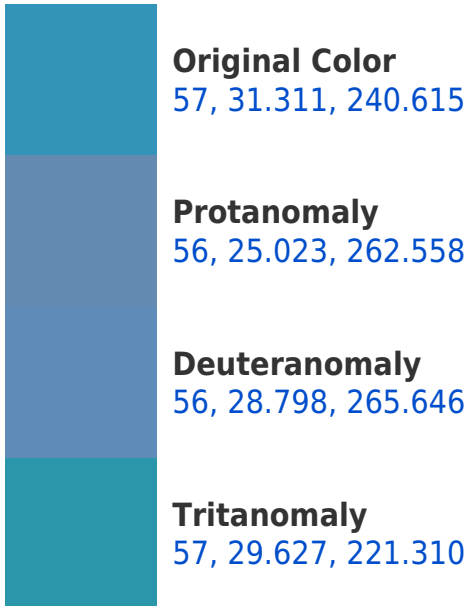 Original Color
57, 31.311, 240.615
Protanomaly
56, 25.023, 262.558
Deuteranomaly
56, 28.798, 265.646
Tritanomaly
57, 29.627, 221.310